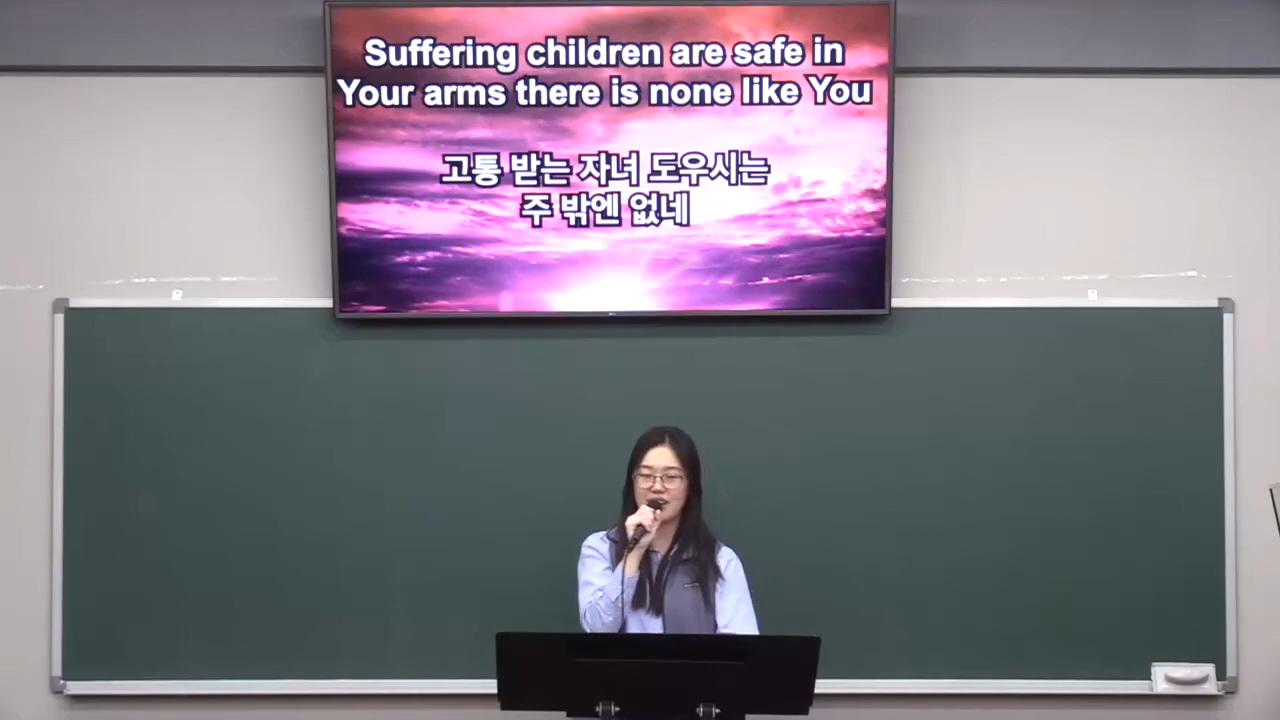 Suffering children are safe in
Your arms there is none like You
고통 받는 자녀 도우시는
주 밖엔 없네